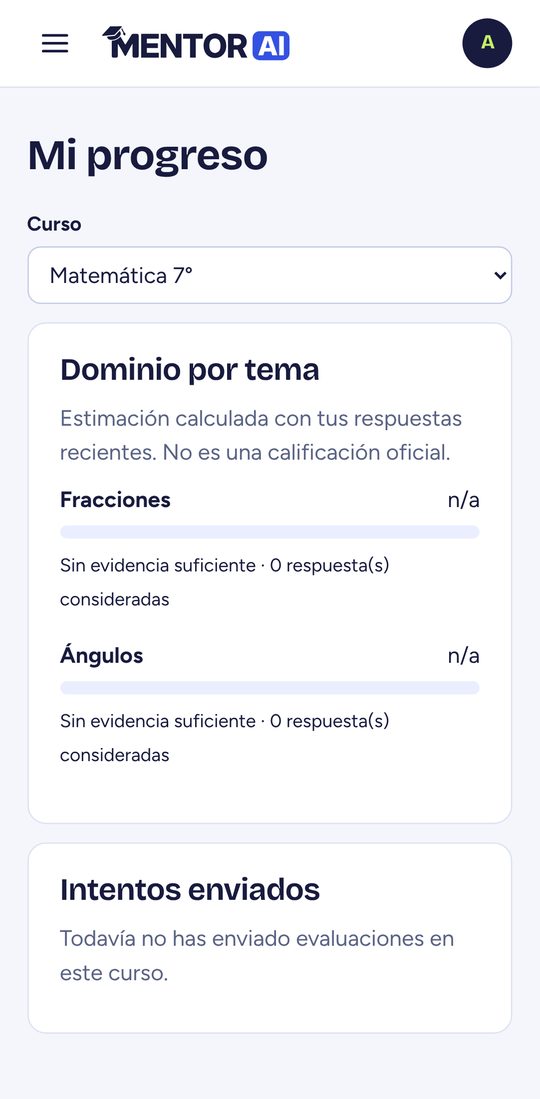 MENTOR AI
A
Mi progreso
Curso
Matemática 7°
Dominio por tema
Estimación calculada con tus respuestas
recientes. No es una calificación oficial.
Fracciones n/a
Sin evidencia suficiente · 0 respuesta(s)
consideradas
Ángulos n/a
Sin evidencia suficiente · 0 respuesta(s)
consideradas
Intentos enviados
Todavía no has enviado evaluaciones en
este curso.